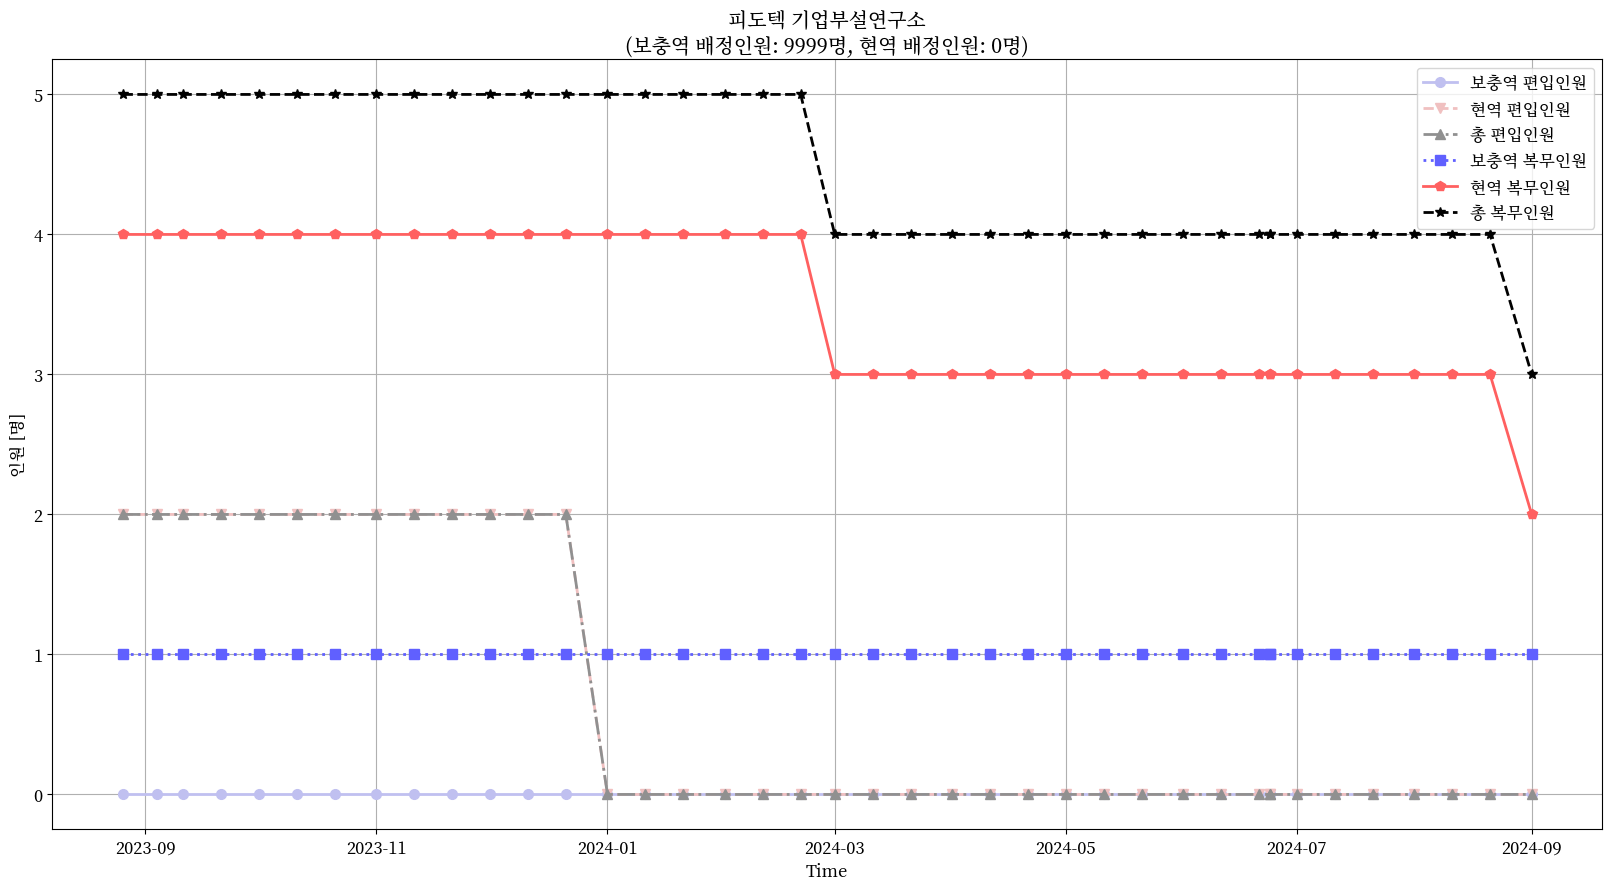 피도텍 기업부설연구소
(보충역 배정인원: 9999명, 현역 배정인원: 0명)
보충역 편입인원
현역 편입인원
총 편입인원
보충역 복무인원
현역 복무인원
총 복무인원
인원 [명]
5
4
3
2
1
0
2023-09
2023-11
2024-01
2024-03
2024-05
2024-07
2024-09
Time